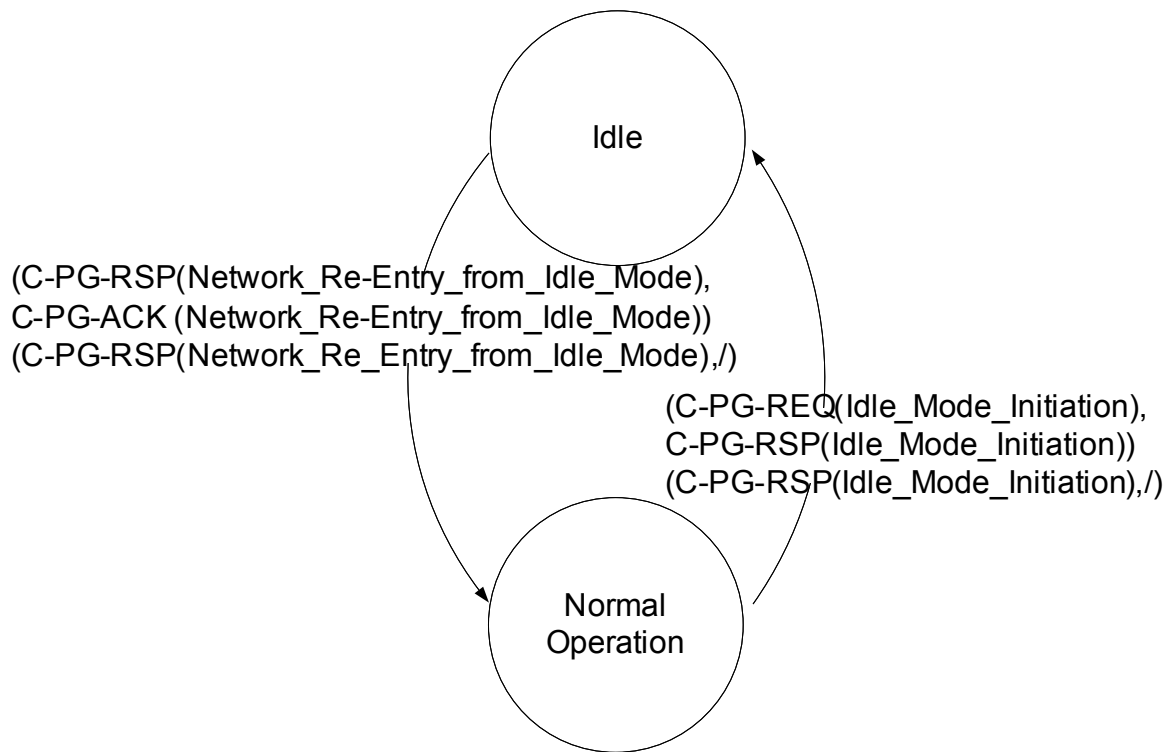 Idle
(C-PG-RSP(Network_Re-Entry_from_Idle_Mode),
C-PG-ACK (Network_Re-Entry_from_Idle_Mode))
(C-PG-RSP(Network_Re_Entry_from_Idle_Mode),/)
(C-PG-REQ(Idle_Mode_Initiation),
C-PG-RSP(Idle_Mode_Initiation))
(C-PG-RSP(Idle_Mode_Initiation),/)
Normal
Operation